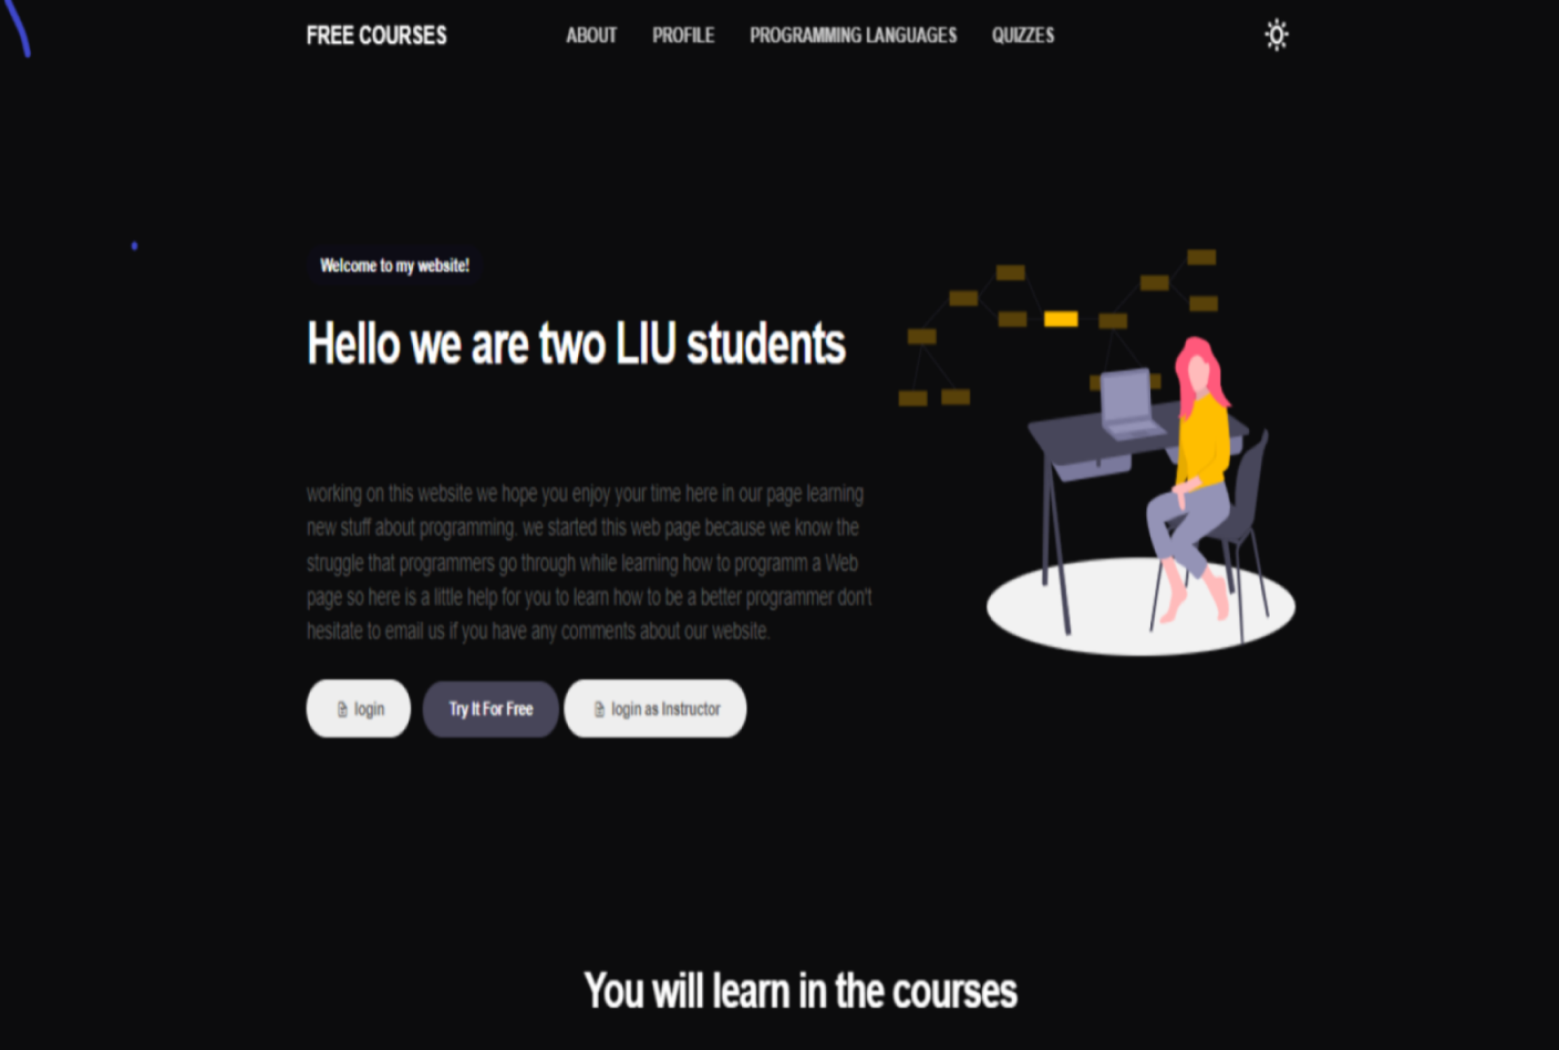 FREE COURSES ABOUT PROFILE PROGRAMMING LANGUAGES QUIZZES
Welcome to my website!
Hello we are two LIU students
working on this website we hope you enjoy your time here in our page learning
new stuff about programming. we started this web page because we know the
struggle that programmers go through while learning how to programm a Web
page so here is a little help for you to learn how to be a better programmer don't
hesitate to email us if you have any comments about our website.
login Try It For Free login as Instructor
You will learn in the courses